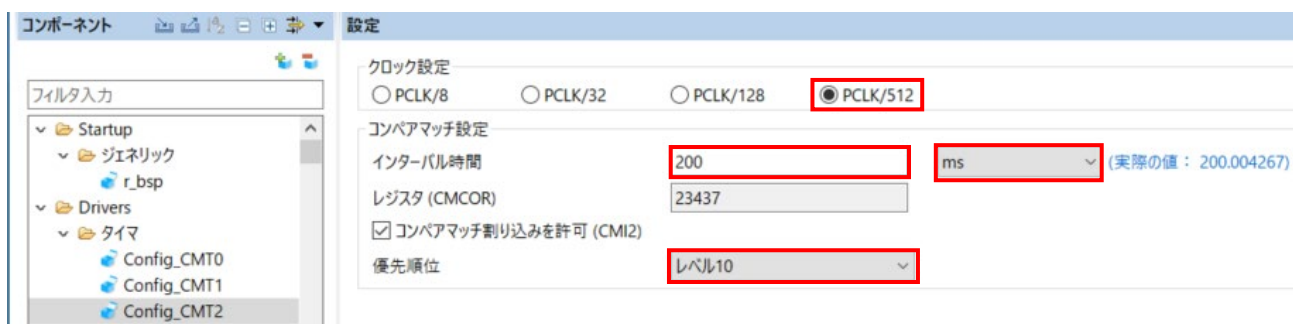 コンポーネント
設定
フィルタ入力
Startup
ジェネリック
r_bsp
Drivers
タイマ
Config_CMT0
Config_CMT1
Config_CMT2
クロック設定
PCLK/8 PCLK/32 PCLK/128 PCLK/512
コンペアマッチ設定
インターバル時間 200 ms (実際の値： 200.004267)
レジスタ (CMCOR) 23437
コンペアマッチ割り込みを許可 (CMI2)
優先順位 レベル10